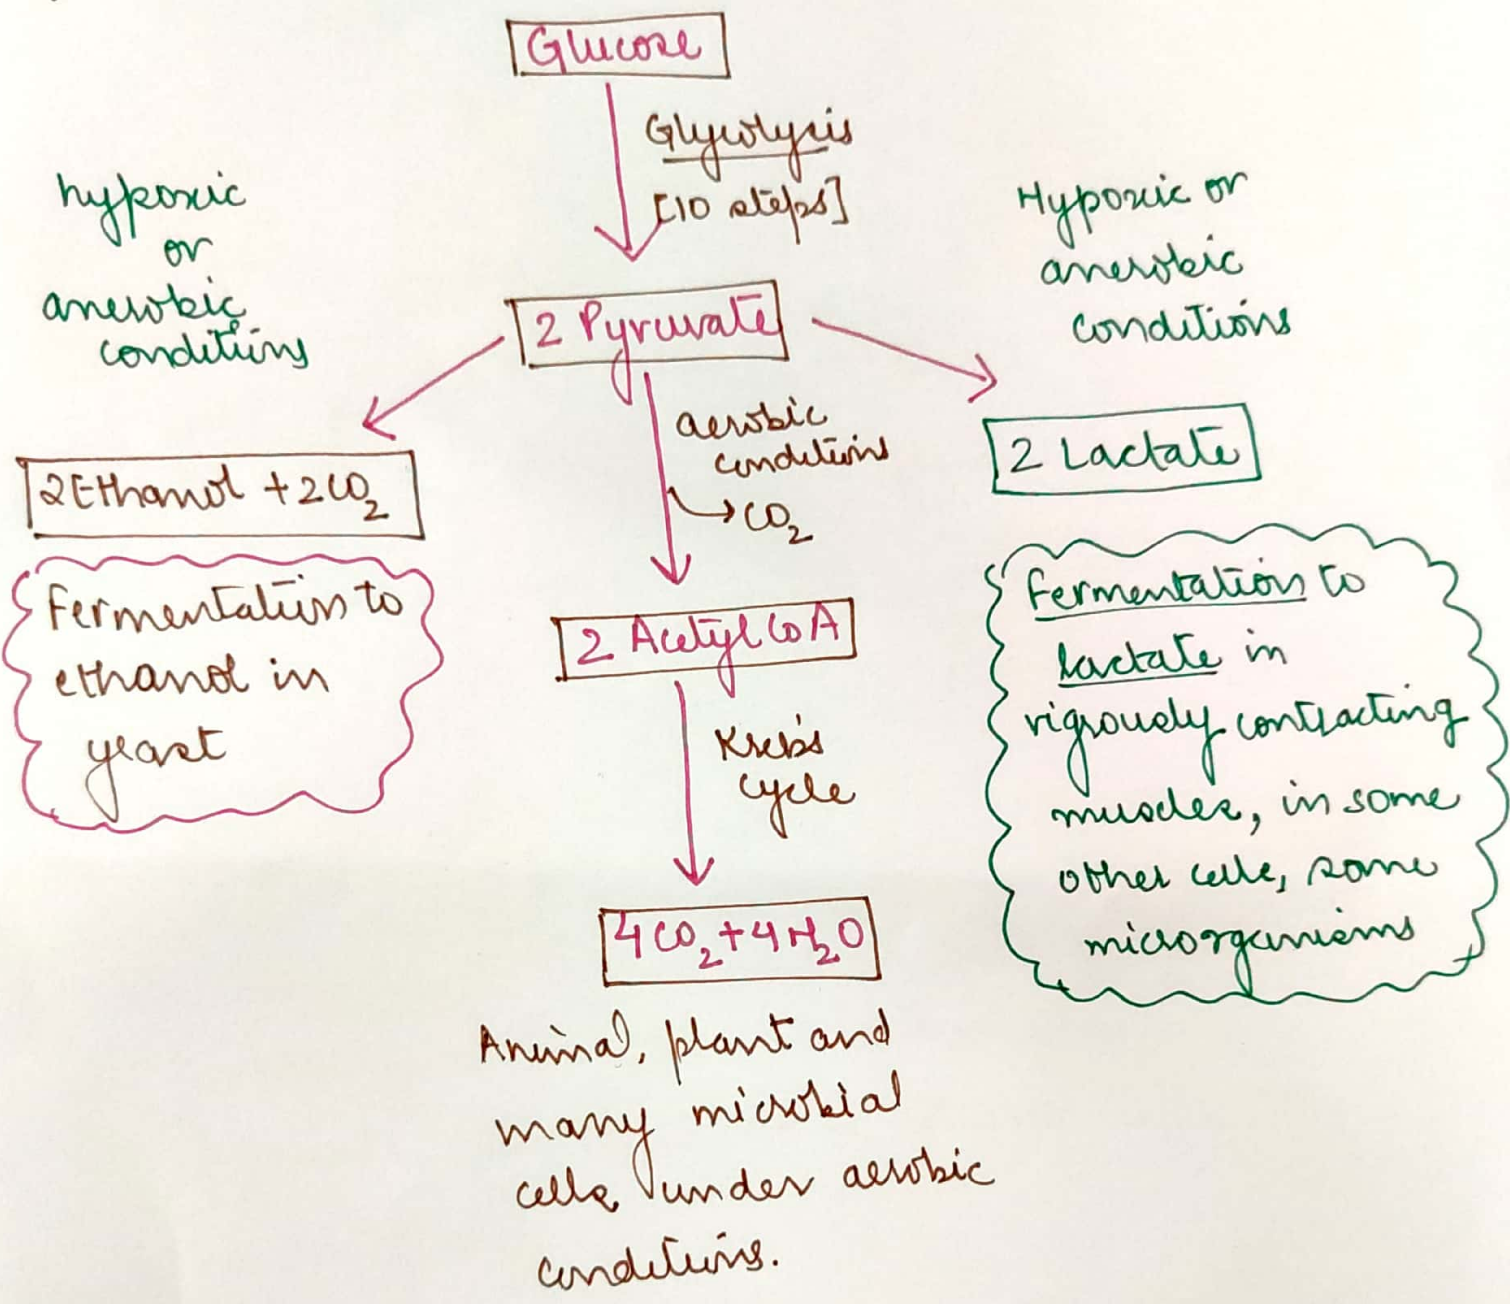 Glucose
Glycolysis
[10 steps]
hypoxic
or
anerobic
conditions
Hypoxic or
anerobic
conditions
2 Pyruvate
aerobic
conditions
CO2
2 Ethanol + 2CO2
2 Lactate
Fermentation to
ethanol in
yeast
2 Acetyl CoA
Fermentation to
lactate in
vigrously contracting
muscles, in some
other cells, some
microrganisms
Kreb's
cycle
4CO2 + 4H2O
Animal, plant and
many microbial
cells, under aerobic
conditions.